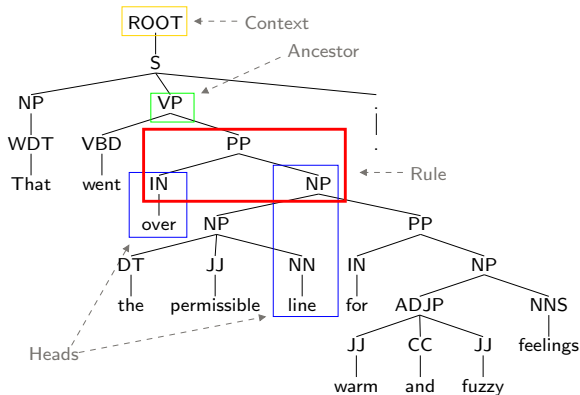 ROOT Context
S Ancestor
NP VP .
WDT VBD PP .
That went IN NP Rule
over NP PP
DT JJ NN IN NP
the permissible line for ADJP NNS
Heads JJ CC JJ feelings
warm and fuzzy